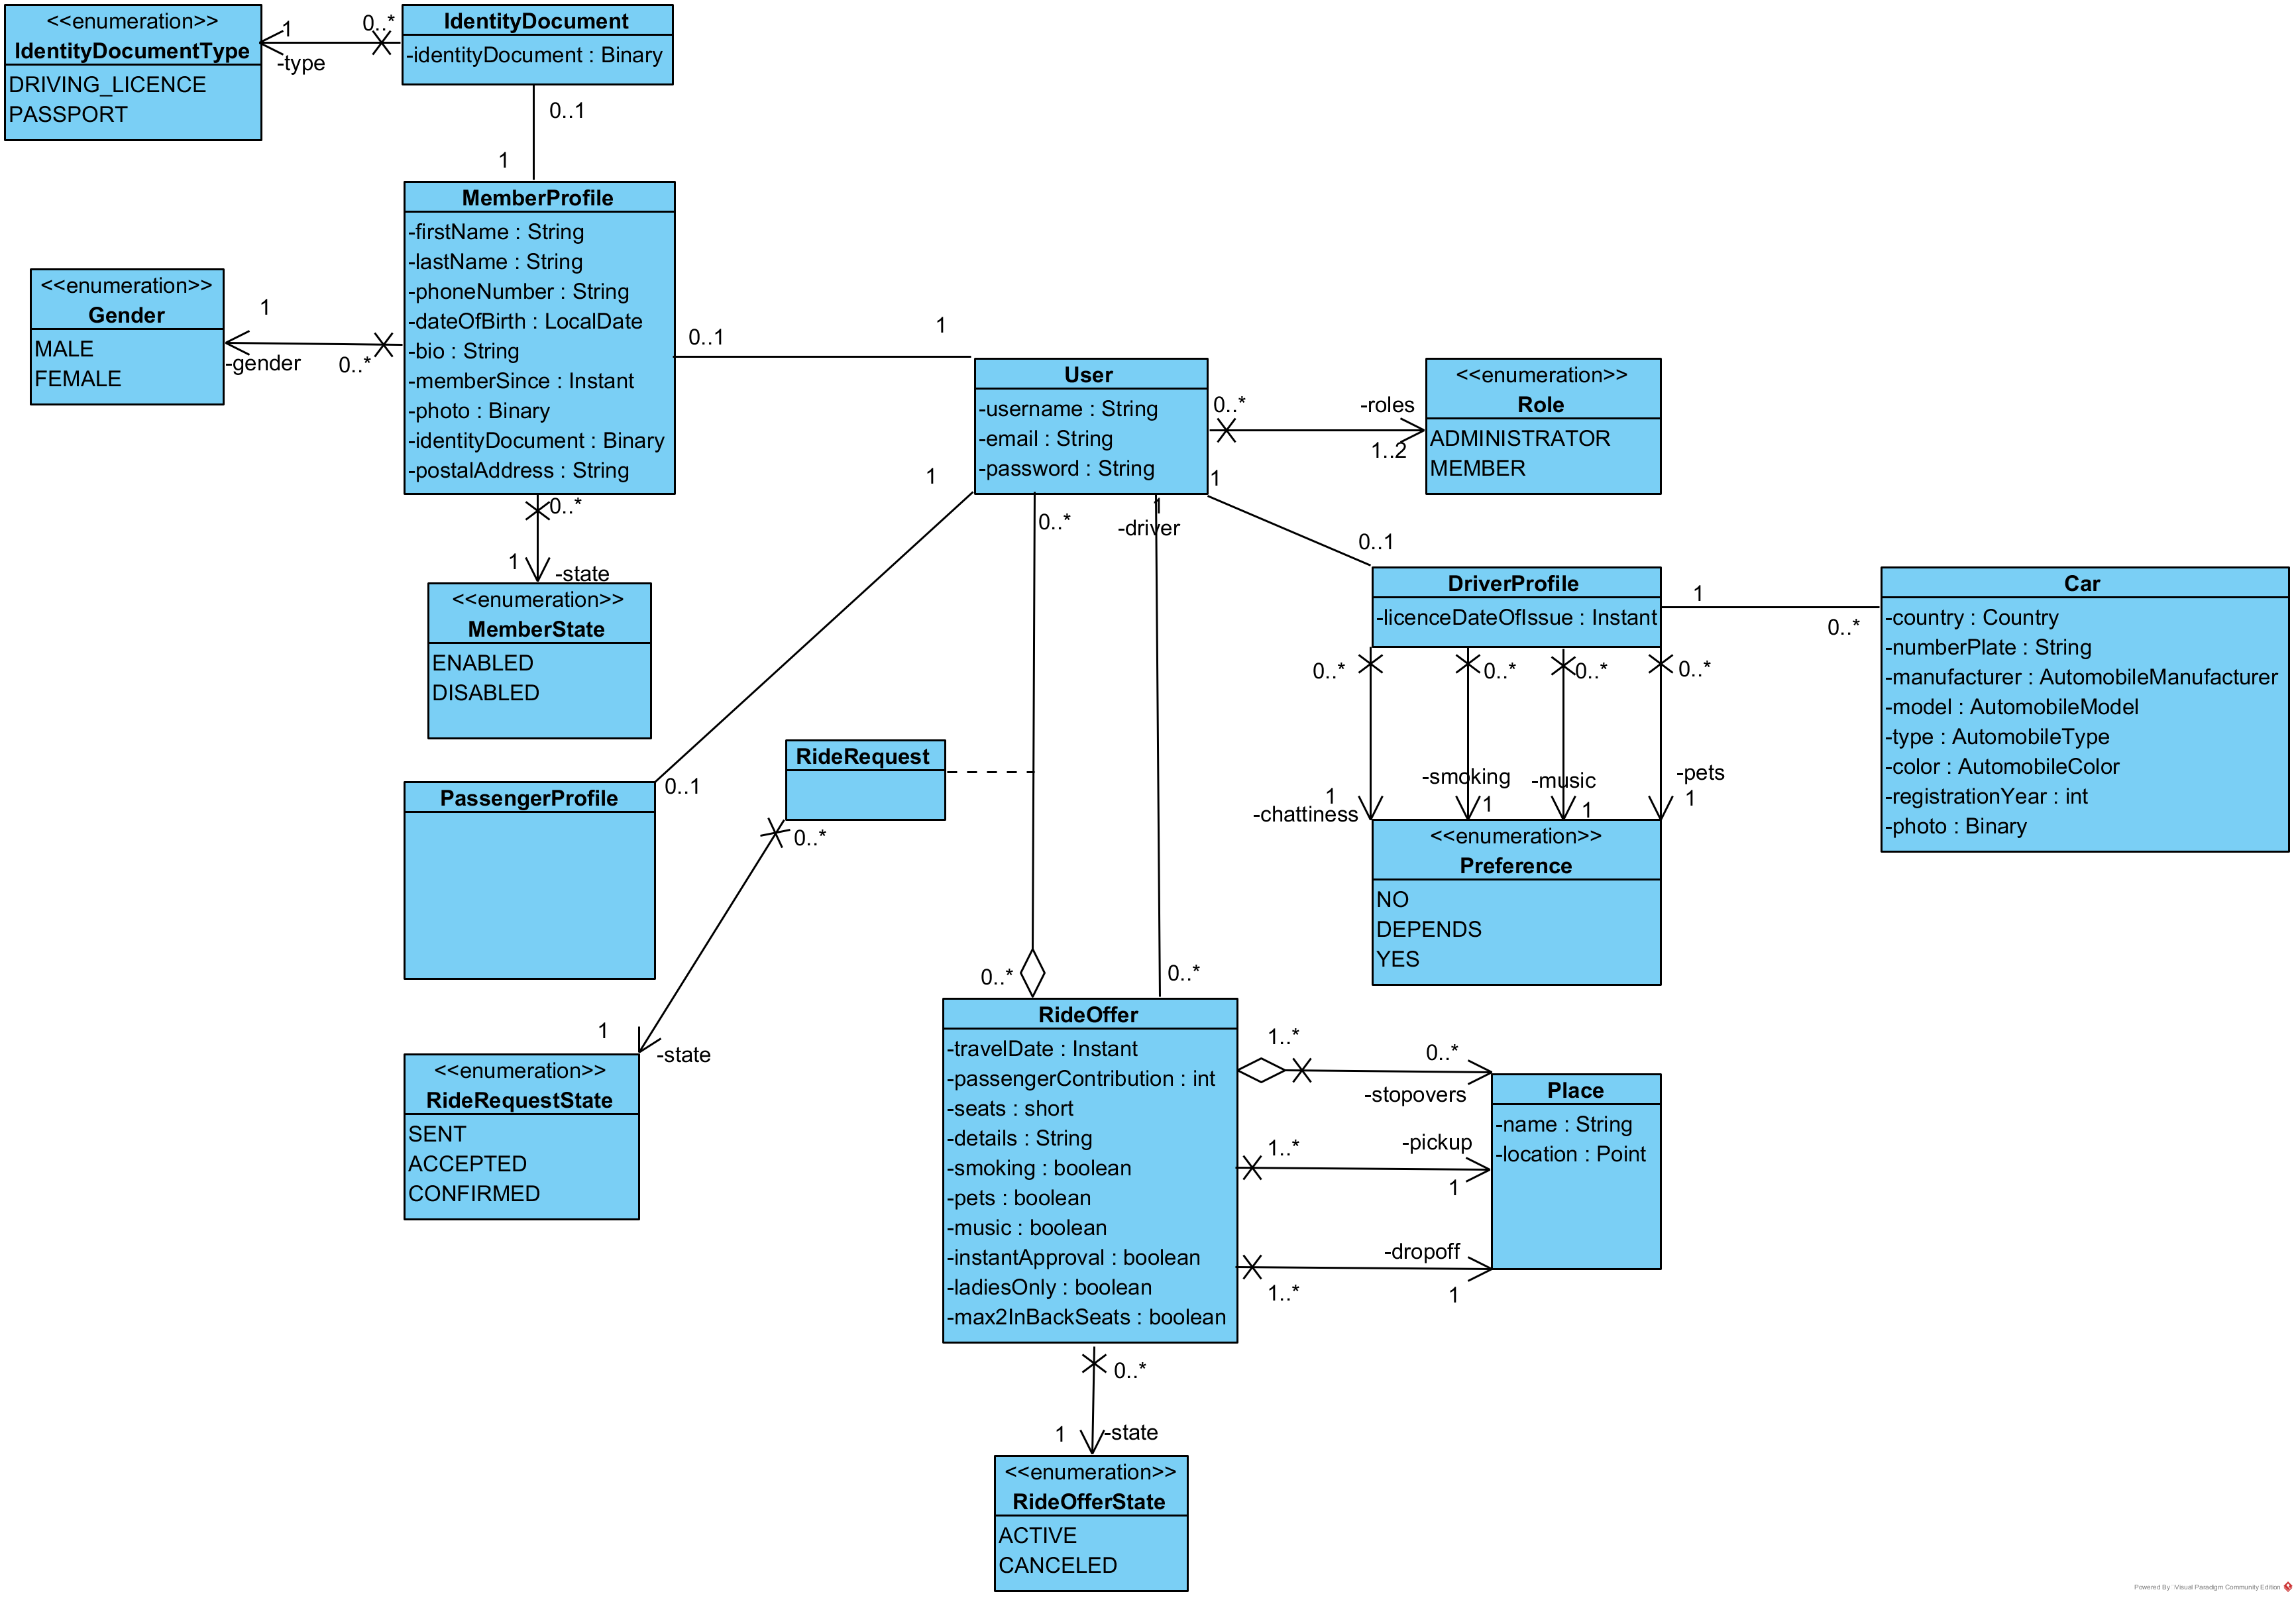 <<enumeration>>
IdentityDocumentType
DRIVING_LICENCE
PASSPORT
1
-type
0..*
IdentityDocument
-identityDocument : Binary
0..1
1
MemberProfile
-firstName : String
-lastName : String
-phoneNumber : String
-dateOfBirth : LocalDate
-bio : String
-memberSince : Instant
-photo : Binary
-identityDocument : Binary
-postalAddress : String
<<enumeration>>
Gender
MALE
FEMALE
1
-gender
0..*
0..1
1
User
-username : String
-email : String
-password : String
0..*
-roles
1..2
<<enumeration>>
Role
ADMINISTRATOR
MEMBER
0..*
1
-state
<<enumeration>>
MemberState
ENABLED
DISABLED
1
0..*
1
-driver
1
0..1
DriverProfile
-licenceDateOfIssue : Instant
1
0..*
Car
-country : Country
-numberPlate : String
-manufacturer : AutomobileManufacturer
-model : AutomobileModel
-type : AutomobileType
-color : AutomobileColor
-registrationYear : int
-photo : Binary
0..*
0..*
0..*
0..*
1
-chattiness
-smoking
1
-music
1
-pets
1
<<enumeration>>
Preference
NO
DEPENDS
YES
RideRequest
0..*
0..1
PassengerProfile
1
-state
<<enumeration>>
RideRequestState
SENT
ACCEPTED
CONFIRMED
0..*
0..*
RideOffer
-travelDate : Instant
-passengerContribution : int
-seats : short
-details : String
-smoking : boolean
-pets : boolean
-music : boolean
-instantApproval : boolean
-ladiesOnly : boolean
-max2InBackSeats : boolean
1..*
0..*
-stopovers
1..*
-pickup
1
-dropoff
1..*
1
Place
-name : String
-location : Point
0..*
1
-state
<<enumeration>>
RideOfferState
ACTIVE
CANCELED
Powered By Visual Paradigm Community Edition